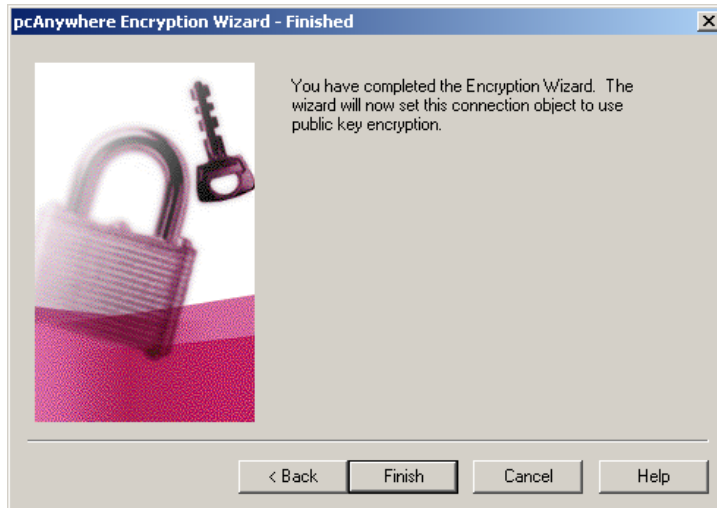 pcAnywhere Encryption Wizard - Finished
You have completed the Encryption Wizard.  The
wizard will now set this connection object to use
public key encryption.
< Back
Finish
Cancel
Help